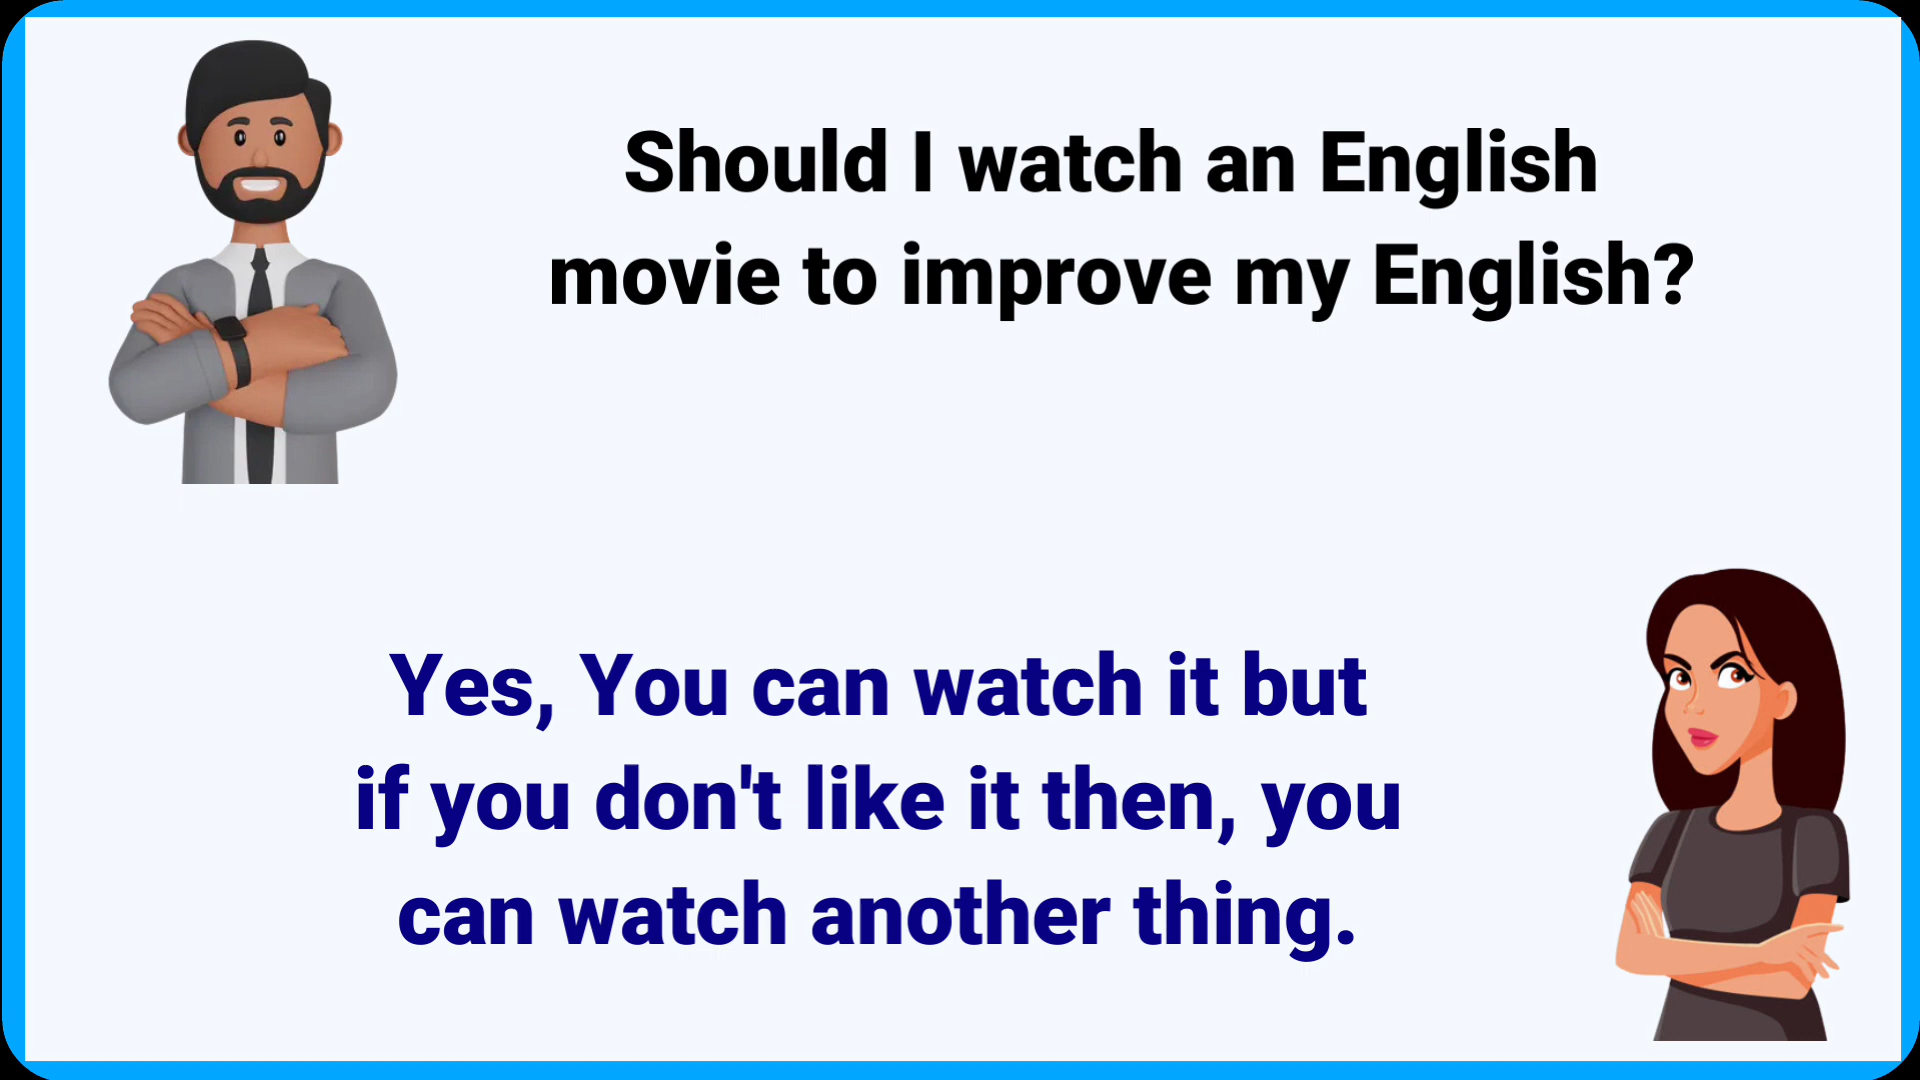 Should I watch an English
movie to improve my English?
Yes, You can watch it but
if you don't like it then, you
can watch another thing.